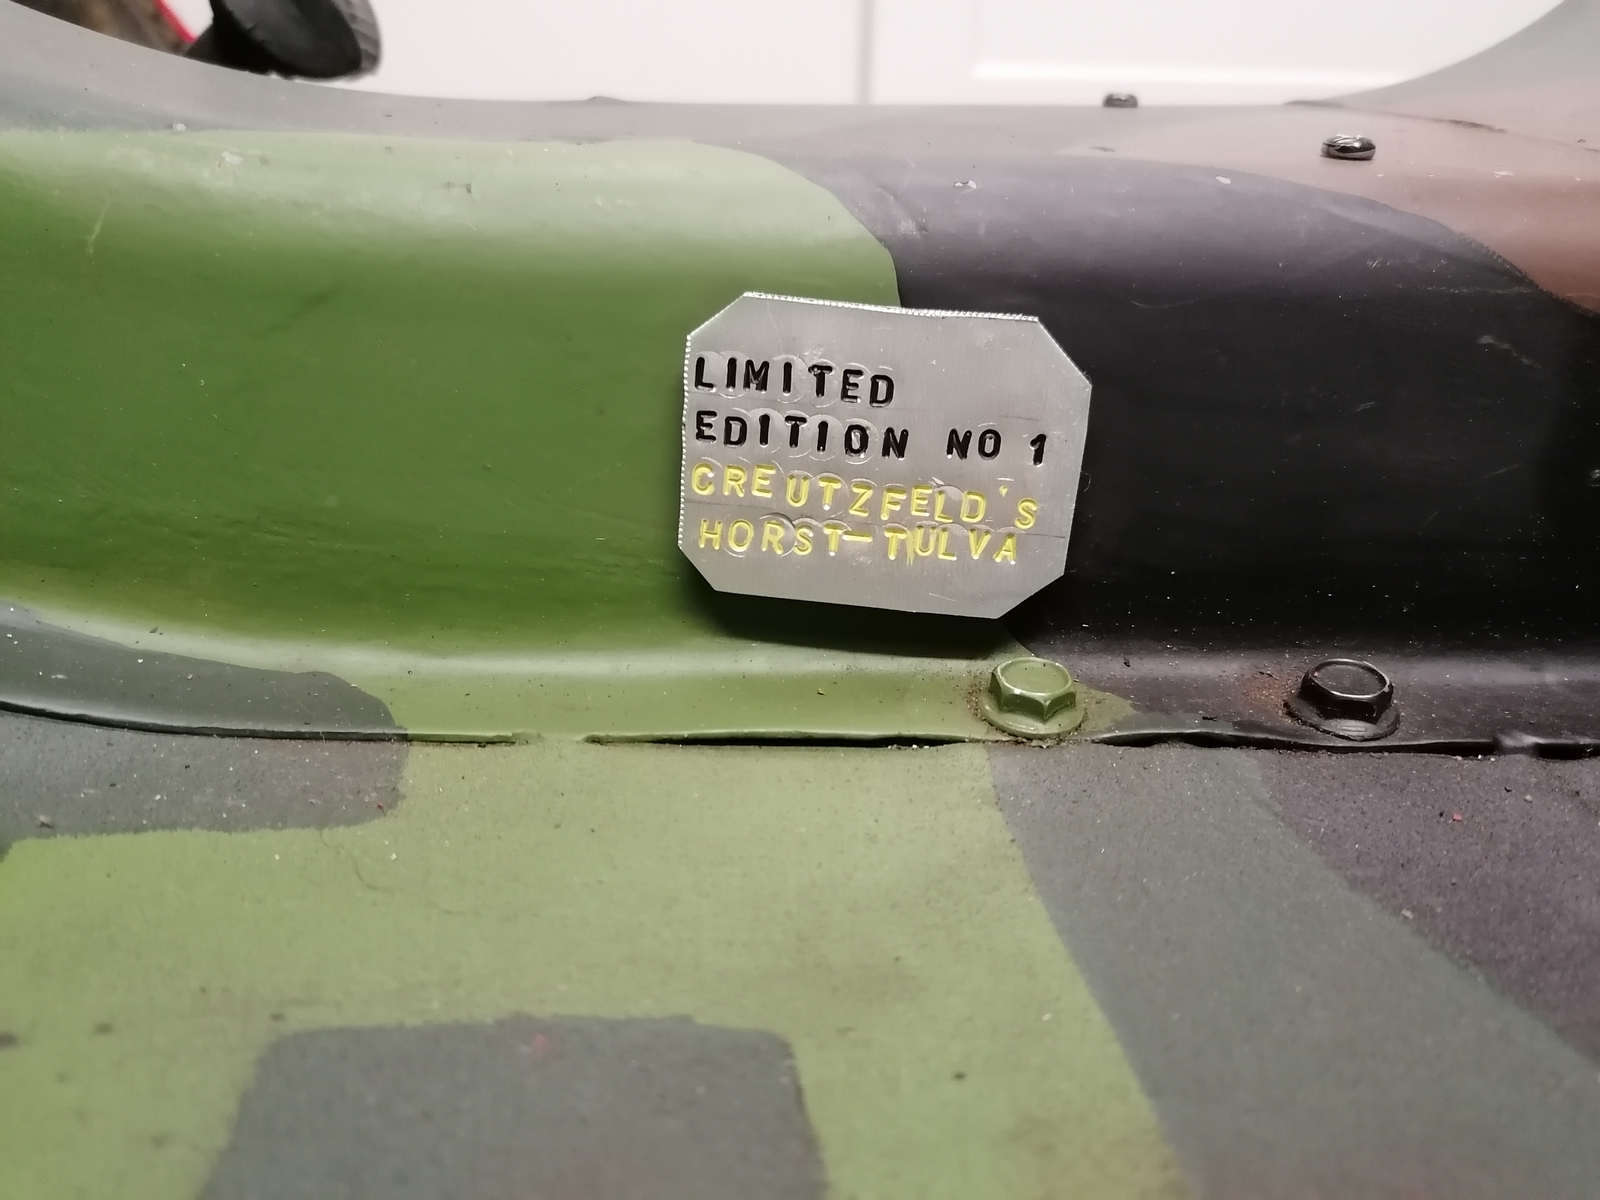 LIMITED
EDITION NO 1
CREUTZFELD'S
HORST-TULVA